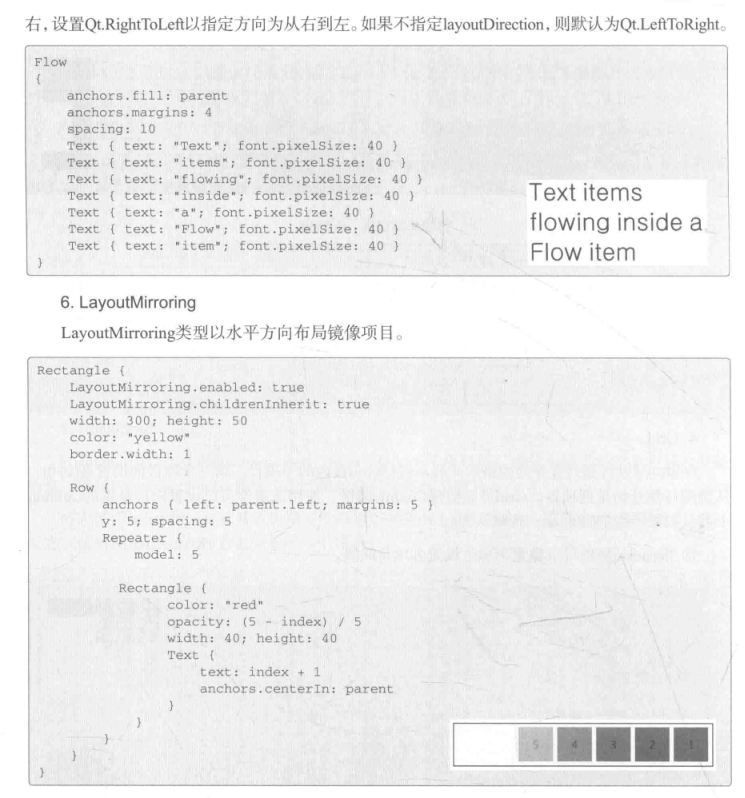 右，设置Qt.RightToLeft以指定方向为从右到左。如果不指定layoutDirection，则默认为Qt.LeftToRight。
Flow
{
    anchors.fill: parent
    anchors.margins: 4
    spacing: 10
    Text { text: "Text"; font.pixelSize: 40 }
    Text { text: "items"; font.pixelSize: 40 }
    Text { text: "flowing"; font.pixelSize: 40 }
    Text { text: "inside"; font.pixelSize: 40 }
    Text { text: "a"; font.pixelSize: 40 }
    Text { text: "Flow"; font.pixelSize: 40 }
    Text { text: "item"; font.pixelSize: 40 }
}
Text items
flowing inside a
Flow item
6. LayoutMirroring
LayoutMirroring类型以水平方向布局镜像项目。
Rectangle {
    LayoutMirroring.enabled: true
    LayoutMirroring.childrenInherit: true
    width: 300; height: 50
    color: "yellow"
    border.width: 1
    Row {
        anchors { left: parent.left; margins: 5 }
        y: 5; spacing: 5
        Repeater {
            model: 5
          Rectangle {
                color: "red"
                opacity: (5 - index) / 5
                width: 40; height: 40
                Text {
                    text: index + 1
                    anchors.centerIn: parent
                }
            }
        }
    }
}
5 4 3 2 1